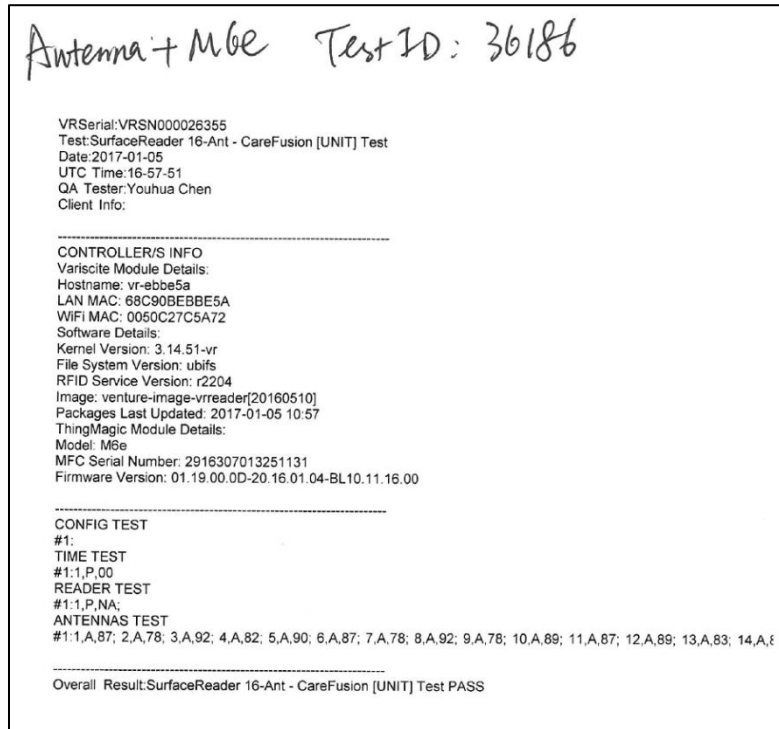 Antenna + M6e Test ID: 36186
VRSerial:VRSN000026355
Test:SurfaceReader 16-Ant - CareFusion [UNIT] Test
Date:2017-01-05
UTC Time:16-57-51
QA Tester:Youhua Chen
Client Info:
CONTROLLER/S INFO
Variscite Module Details:
Hostname: vr-ebbe5a
LAN MAC: 68C90BEBBE5A
WiFi MAC: 0050C27C5A72
Software Details:
Kernel Version: 3.14.51-vr
File System Version: ubifs
RFID Service Version: r2204
Image: venture-image-vrreader[20160510]
Packages Last Updated: 2017-01-05 10:57
ThingMagic Module Details:
Model: M6e
MFC Serial Number: 2916307013251131
Firmware Version: 01.19.00.0D-20.16.01.04-BL10.11.16.00
CONFIG TEST
#1:
TIME TEST
#1:1,P,00
READER TEST
#1:1,P,NA;
ANTENNAS TEST
#1:1,A,87; 2,A,78; 3,A,92; 4,A,82; 5,A,90; 6,A,87; 7,A,78; 8,A,92; 9,A,78; 10,A,89; 11,A,87; 12,A,89; 13,A,83; 14,A,
Overall Result:SurfaceReader 16-Ant - CareFusion [UNIT] Test PASS